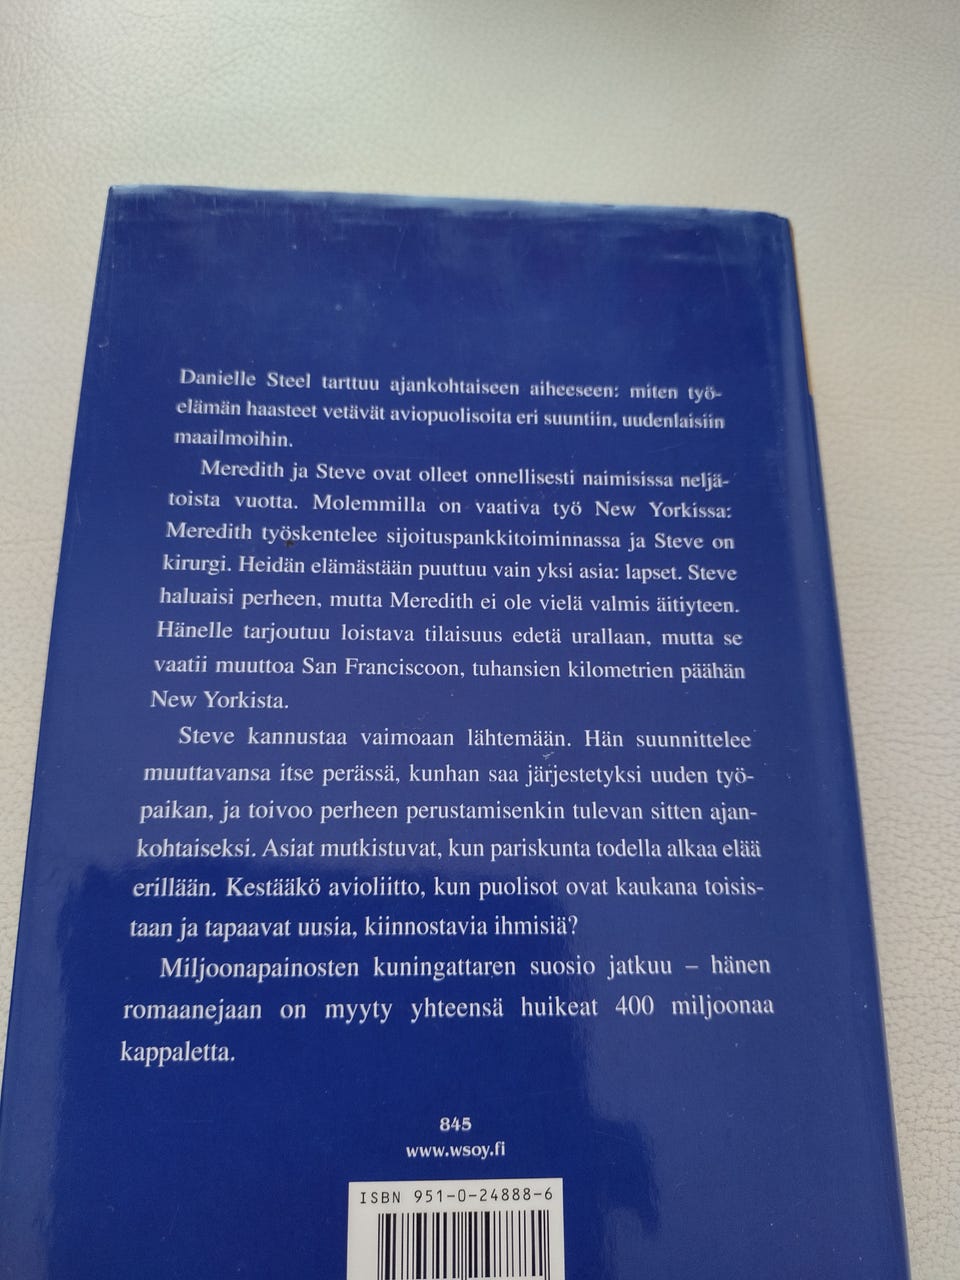 Danielle Steel tarttuu ajankohtaiseen aiheeseen: miten työ-
elämän haasteet vetävät aviopuolisoita eri suuntiin, uudenlaisiin
maailmoihin.
Meredith ja Steve ovat olleet onnellisesti naimisissa neljä-
toista vuotta. Molemmilla on vaativa työ New Yorkissa:
Meredith työskentelee sijoituspankkitoiminnassa ja Steve on
kirurgi. Heidän elämästään puuttuu vain yksi asia: lapset. Steve
haluaisi perheen, mutta Meredith ei ole vielä valmis äitiyteen.
Hänelle tarjoutuu loistava tilaisuus edetä urallaan, mutta se
vaatii muuttoa San Franciscoon, tuhansien kilometrien päähän
New Yorkista.
Steve kannustaa vaimoaan lähtemään. Hän suunnittelee
muuttavansa itse perässä, kunhan saa järjestetyksi uuden työ-
paikan, ja toivoo perheen perustamisenkin tulevan sitten ajan-
kohtaiseksi. Asiat mutkistuvat, kun pariskunta todella alkaa elää
erillään. Kestääkö avioliitto, kun puolisot ovat kaukana toisis-
taan ja tapaavat uusia, kiinnostavia ihmisiä?
Miljoonapainosten kuningattaren suosio jatkuu – hänen
romaanejaan on myyty yhteensä huikeat 400 miljoonaa
kappaletta.
845
www.wsoy.fi
ISBN 951-0-24888-6